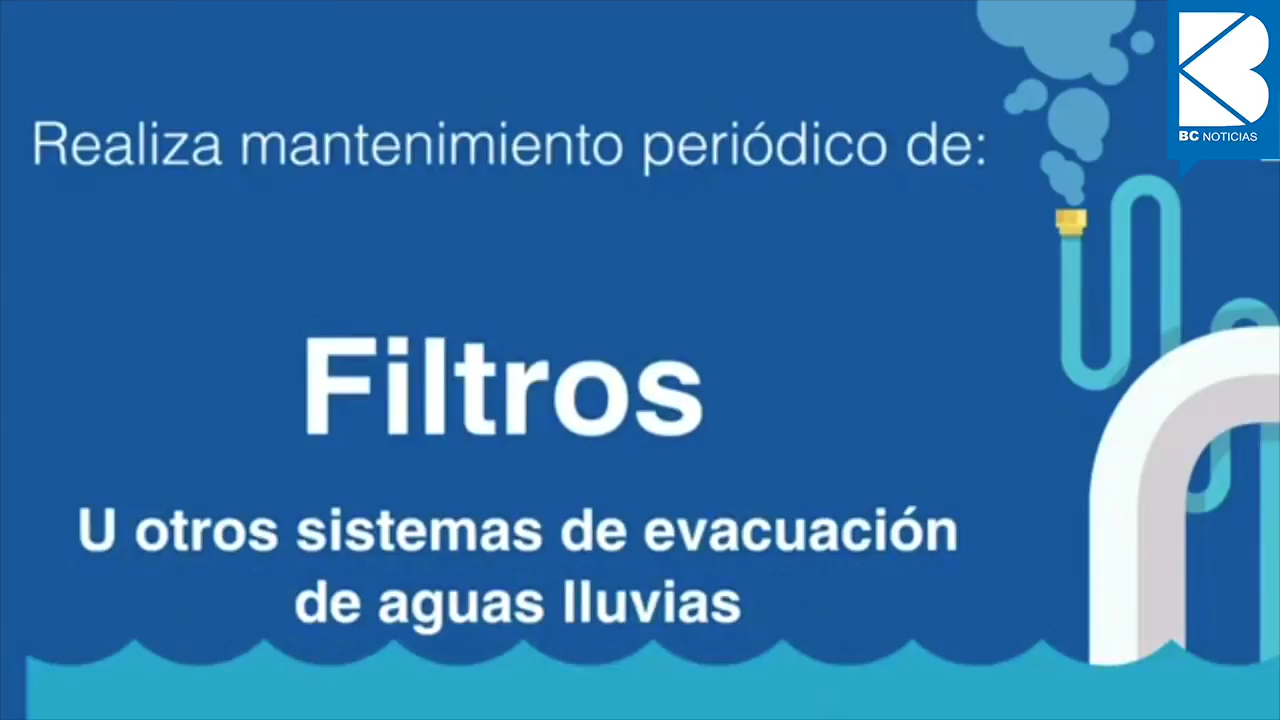 Realiza mantenimiento periódico de:
Filtros
U otros sistemas de evacuación
de aguas lluvias
BC NOTICIAS